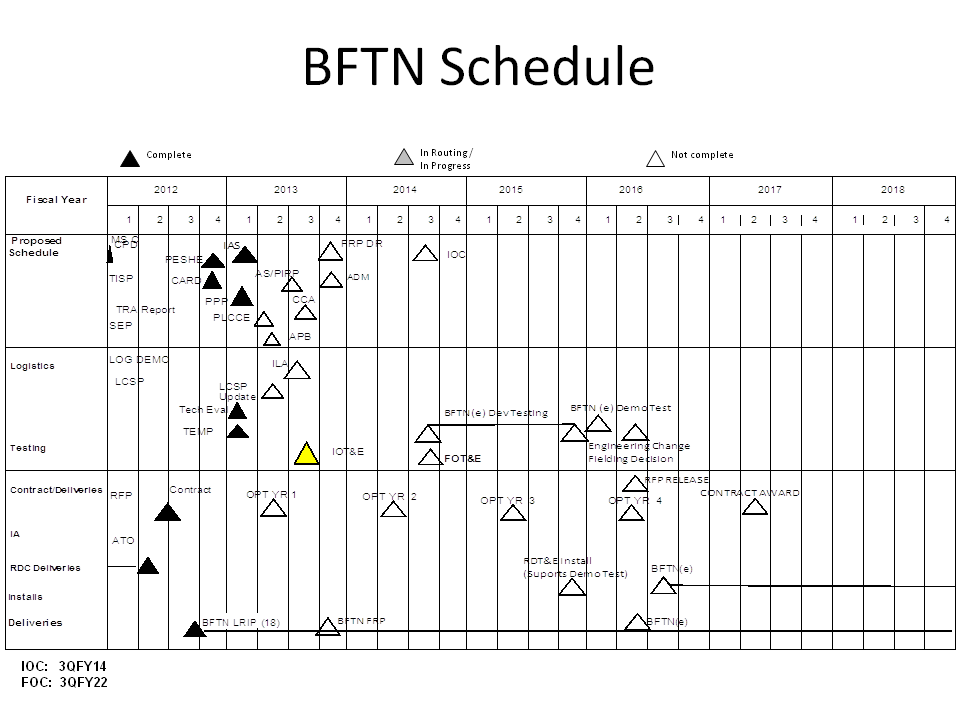 BFTN Schedule
Complete
In Routing /
In Progress
Not complete
Fiscal Year
2012 2013 2014 2015 2016 2017 2018
1 2 3 4 1 2 3 4 1 2 3 4 1 2 3 4 1 2 3 4 1 2 3 4 1 2 3 4
Proposed
Schedule
MS C
CPD
IAS
FRP DR
IOC
PESHE
TISP
CARD
AS/PIRP
ADM
PPP
CCA
TRA Report
PLCCE
SEP
APB
Logistics
LOG DEMO
ILA
LCSP
LCSP
Update
Tech Eval
BFTN(e) Dev Testing
BFTN (e) Demo Test
TEMP
Testing
IOT&E
FOT&E
Engineering Change
Fielding Decision
Contract/Deliveries
RFP
Contract
OPT YR 1
OPT YR 2
OPT YR 3
OPT YR 4
RFP RELEASE
CONTRACT AWARD
IA
ATO
RDC Deliveries
RDT&E Install
(Suports Demo Test)
BFTN(e)
Installs
Deliveries
BFTN LRIP (18)
BFTN FRP
BFTN(e)
IOC: 3QFY14
FOC: 3QFY22